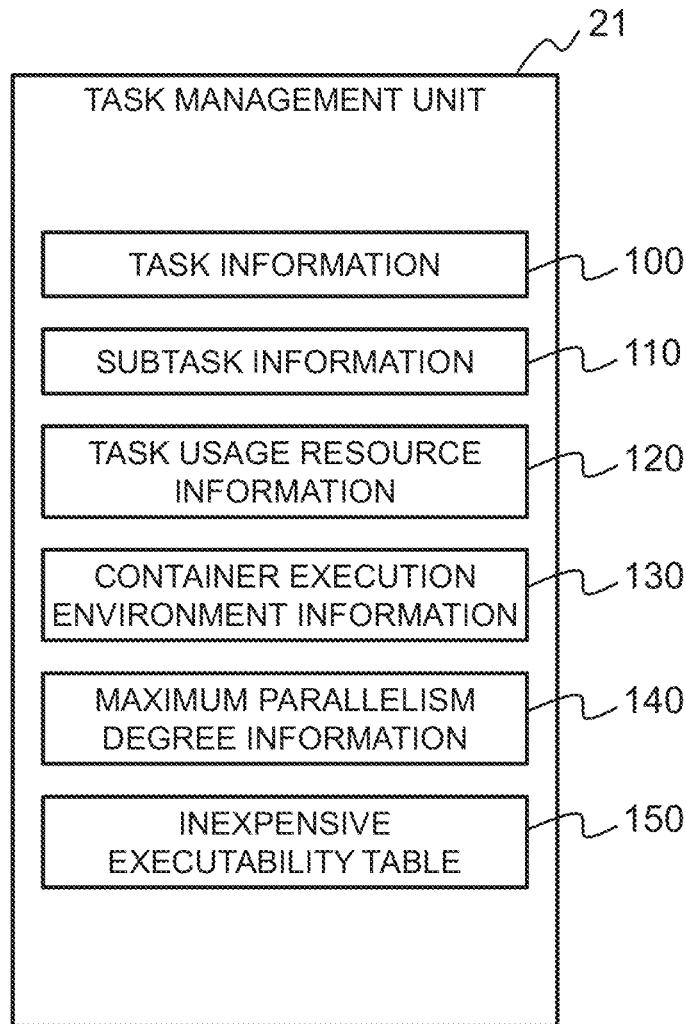 21
TASK MANAGEMENT UNIT
TASK INFORMATION
100
SUBTASK INFORMATION
110
TASK USAGE RESOURCE
INFORMATION
120
CONTAINER EXECUTION
ENVIRONMENT INFORMATION
130
MAXIMUM PARALLELISM
DEGREE INFORMATION
140
INEXPENSIVE
EXECUTABILITY TABLE
150